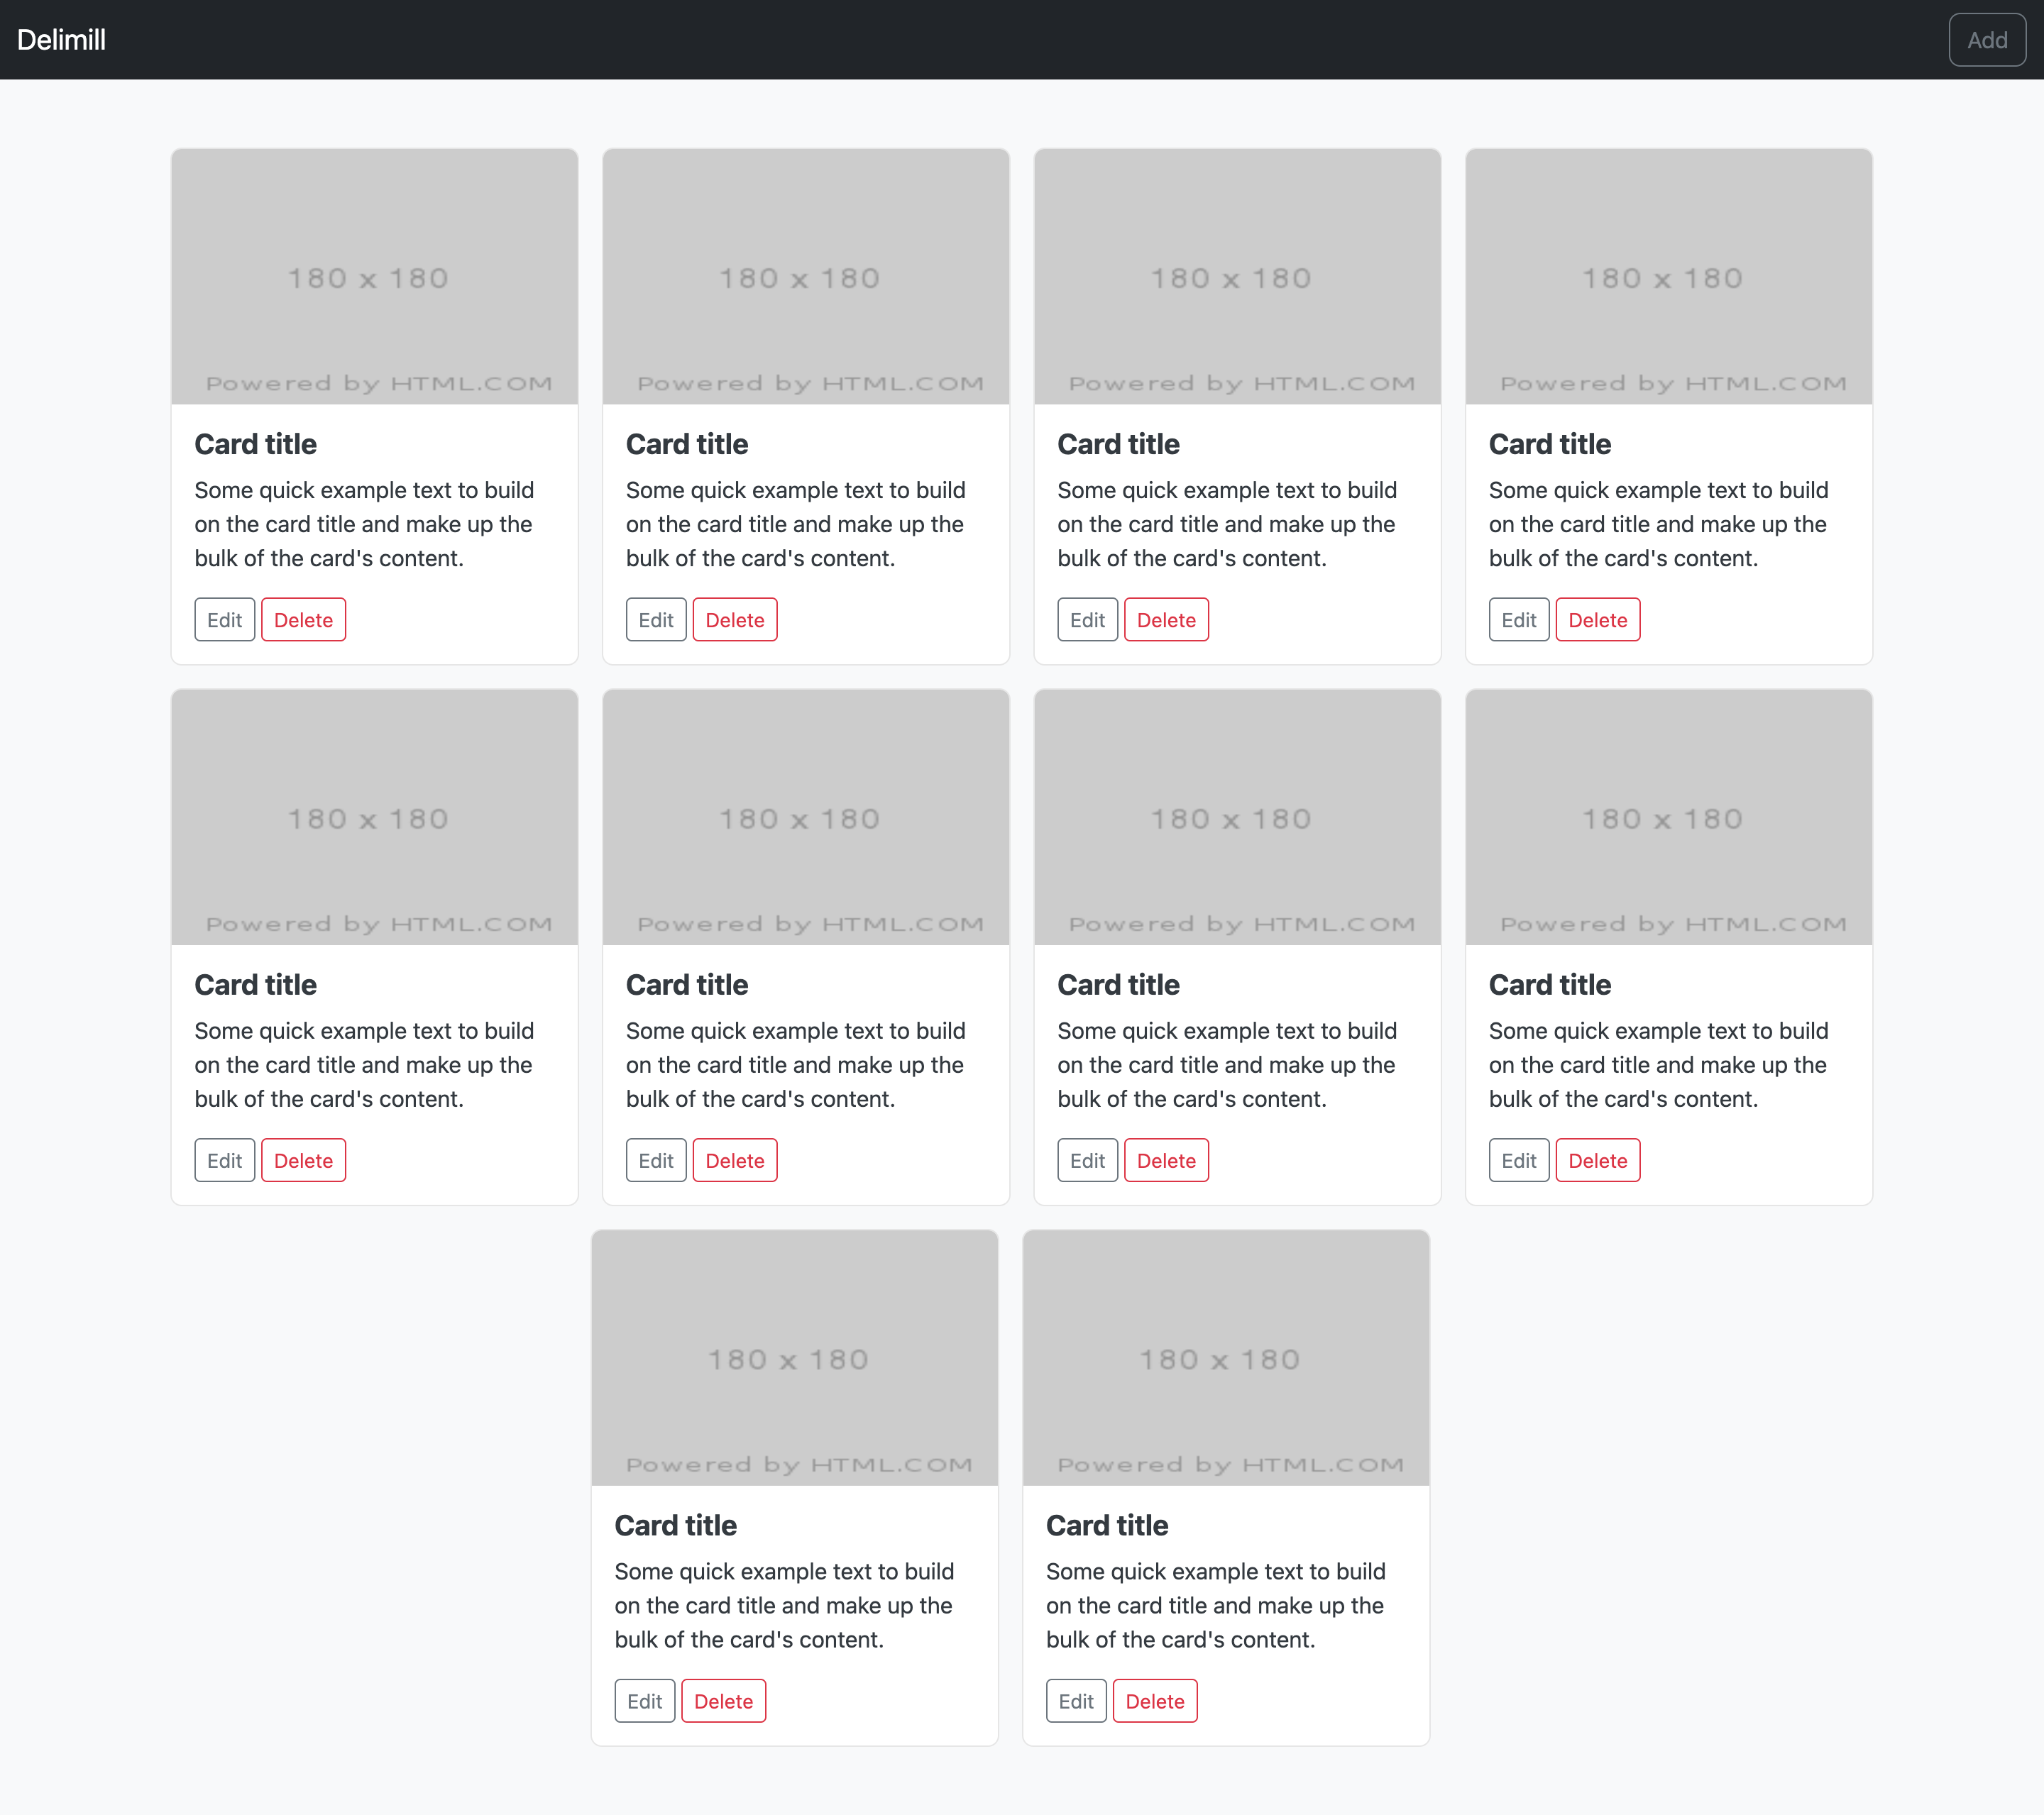 Delimill
Add
180 x 180
Powered by HTML.COM
Card title
Some quick example text to build
on the card title and make up the
bulk of the card's content.
Edit
Delete
180 x 180
Powered by HTML.COM
Card title
Some quick example text to build
on the card title and make up the
bulk of the card's content.
Edit
Delete
180 x 180
Powered by HTML.COM
Card title
Some quick example text to build
on the card title and make up the
bulk of the card's content.
Edit
Delete
180 x 180
Powered by HTML.COM
Card title
Some quick example text to build
on the card title and make up the
bulk of the card's content.
Edit
Delete
180 x 180
Powered by HTML.COM
Card title
Some quick example text to build
on the card title and make up the
bulk of the card's content.
Edit
Delete
180 x 180
Powered by HTML.COM
Card title
Some quick example text to build
on the card title and make up the
bulk of the card's content.
Edit
Delete
180 x 180
Powered by HTML.COM
Card title
Some quick example text to build
on the card title and make up the
bulk of the card's content.
Edit
Delete
180 x 180
Powered by HTML.COM
Card title
Some quick example text to build
on the card title and make up the
bulk of the card's content.
Edit
Delete
180 x 180
Powered by HTML.COM
Card title
Some quick example text to build
on the card title and make up the
bulk of the card's content.
Edit
Delete
180 x 180
Powered by HTML.COM
Card title
Some quick example text to build
on the card title and make up the
bulk of the card's content.
Edit
Delete